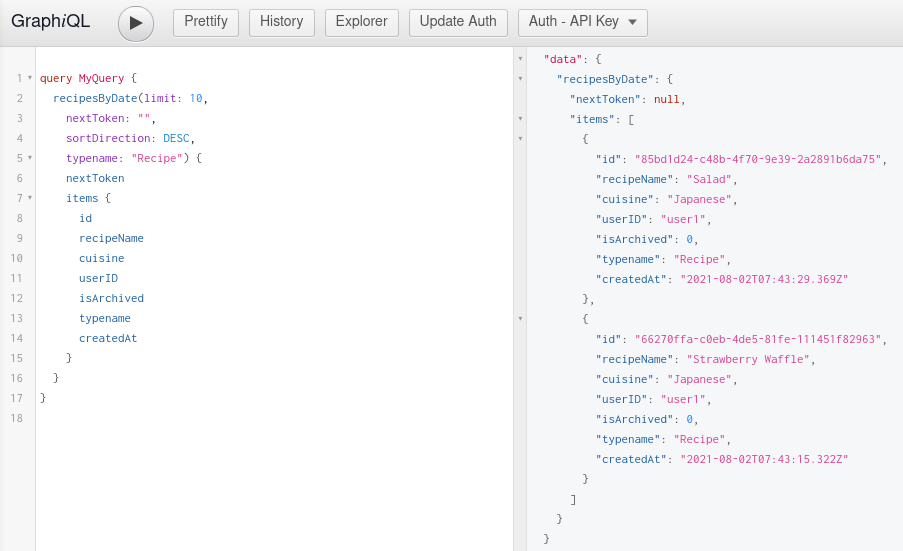 GraphiQL
Prettify
History
Explorer
Update Auth
Auth - API Key
1 query MyQuery {
2 recipesByDate(limit: 10,
3 nextToken: "",
4 sortDirection: DESC,
5 typename: "Recipe") {
6 nextToken
7 items {
8 id
9 recipeName
10 cuisine
11 userID
12 isArchived
13 typename
14 createdAt
15 }
16 }
17 }
18
"data": {
"recipesByDate": {
"nextToken": null,
"items": [
{
"id": "85bd1d24-c48b-4f70-9e39-2a2891b6da75",
"recipeName": "Salad",
"cuisine": "Japanese",
"userID": "user1",
"isArchived": 0,
"typename": "Recipe",
"createdAt": "2021-08-02T07:43:29.369Z"
},
{
"id": "66270ffa-c0eb-4de5-81fe-111451f82963",
"recipeName": "Strawberry Waffle",
"cuisine": "Japanese",
"userID": "user1",
"isArchived": 0,
"typename": "Recipe",
"createdAt": "2021-08-02T07:43:15.322Z"
}
]
}
}